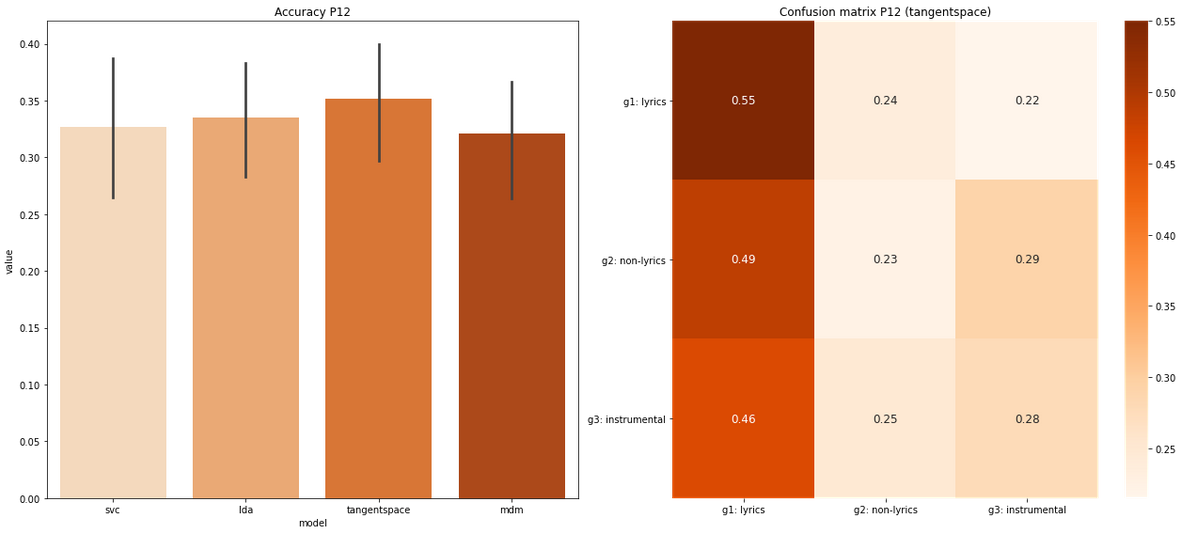 Accuracy P12
0.40
0.35
0.30
0.25
0.20
0.15
0.10
0.05
0.00
value
svc
lda
tangentspace
mdm
model
Confusion matrix P12 (tangentspace)
g1: lyrics
0.55
0.24
0.22
g2: non-lyrics
0.49
0.23
0.29
g3: instrumental
0.46
0.25
0.28
g1: lyrics
g2: non-lyrics
g3: instrumental
0.55
0.50
0.45
0.40
0.35
0.30
0.25